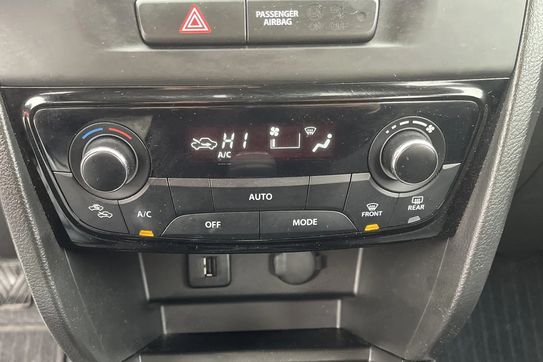 PASSENGER
AIRBAG
HI
A/C
AUTO
A/C
OFF
MODE
FRONT
REAR